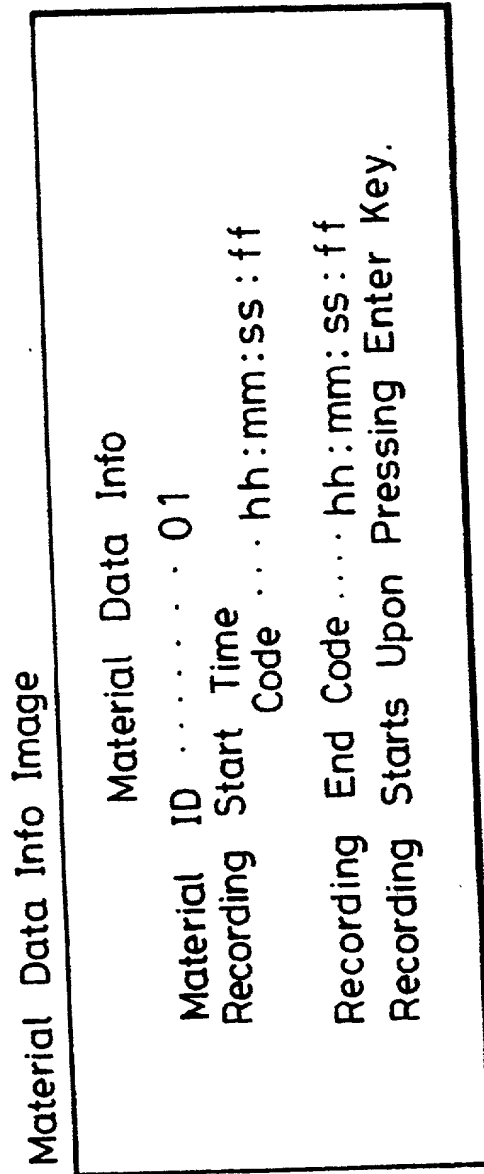 Material Data Info Image
Material Data Info
Material ID ········ 01
Recording Start Time
Code ··· hh:mm:ss:ff
Recording End Code ···· hh:mm:ss:ff
Recording Starts Upon Pressing Enter Key.